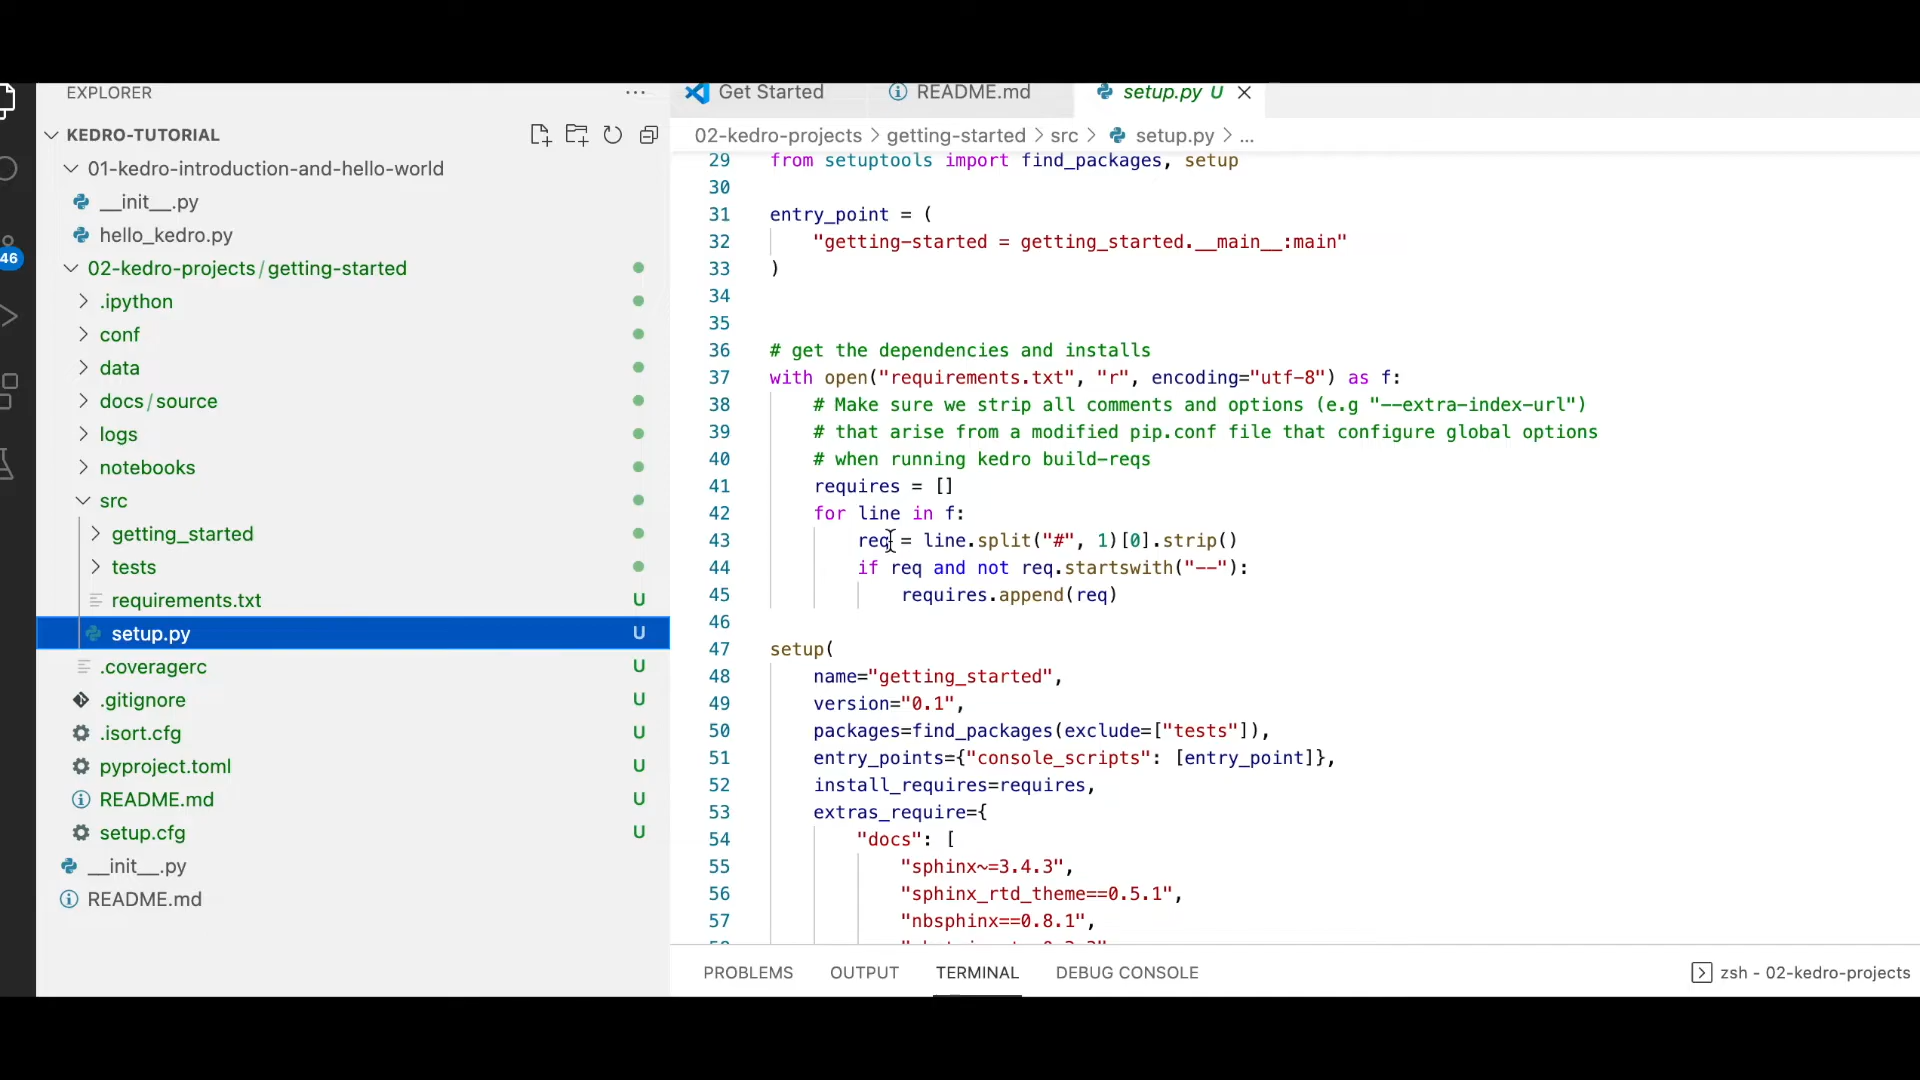 EXPLORER
KEDRO-TUTORIAL
01-kedro-introduction-and-hello-world
__init__.py
hello_kedro.py
46
02-kedro-projects/getting-started
.ipython
conf
data
docs/source
logs
notebooks
src
getting_started
tests
requirements.txt U
setup.py U
.coveragerc U
.gitignore U
.isort.cfg U
pyproject.toml U
README.md U
setup.cfg U
__init__.py
README.md
Get Started README.md setup.py U
02-kedro-projects > getting-started > src > setup.py > ...
29 from setuptools import find_packages, setup
30
31 entry_point = (
32 "getting-started = getting_started.__main__:main"
33 )
34
35
36 # get the dependencies and installs
37 with open("requirements.txt", "r", encoding="utf-8") as f:
38 # Make sure we strip all comments and options (e.g "--extra-index-url")
39 # that arise from a modified pip.conf file that configure global options
40 # when running kedro build-reqs
41 requires = []
42 for line in f:
43 req = line.split("#", 1)[0].strip()
44 if req and not req.startswith("--"):
45 requires.append(req)
46
47 setup(
48 name="getting_started",
49 version="0.1",
50 packages=find_packages(exclude=["tests"]),
51 entry_points={"console_scripts": [entry_point]},
52 install_requires=requires,
53 extras_require={
54 "docs": [
55 "sphinx~=3.4.3",
56 "sphinx_rtd_theme==0.5.1",
57 "nbsphinx==0.8.1",
PROBLEMS OUTPUT TERMINAL DEBUG CONSOLE
zsh - 02-kedro-projects